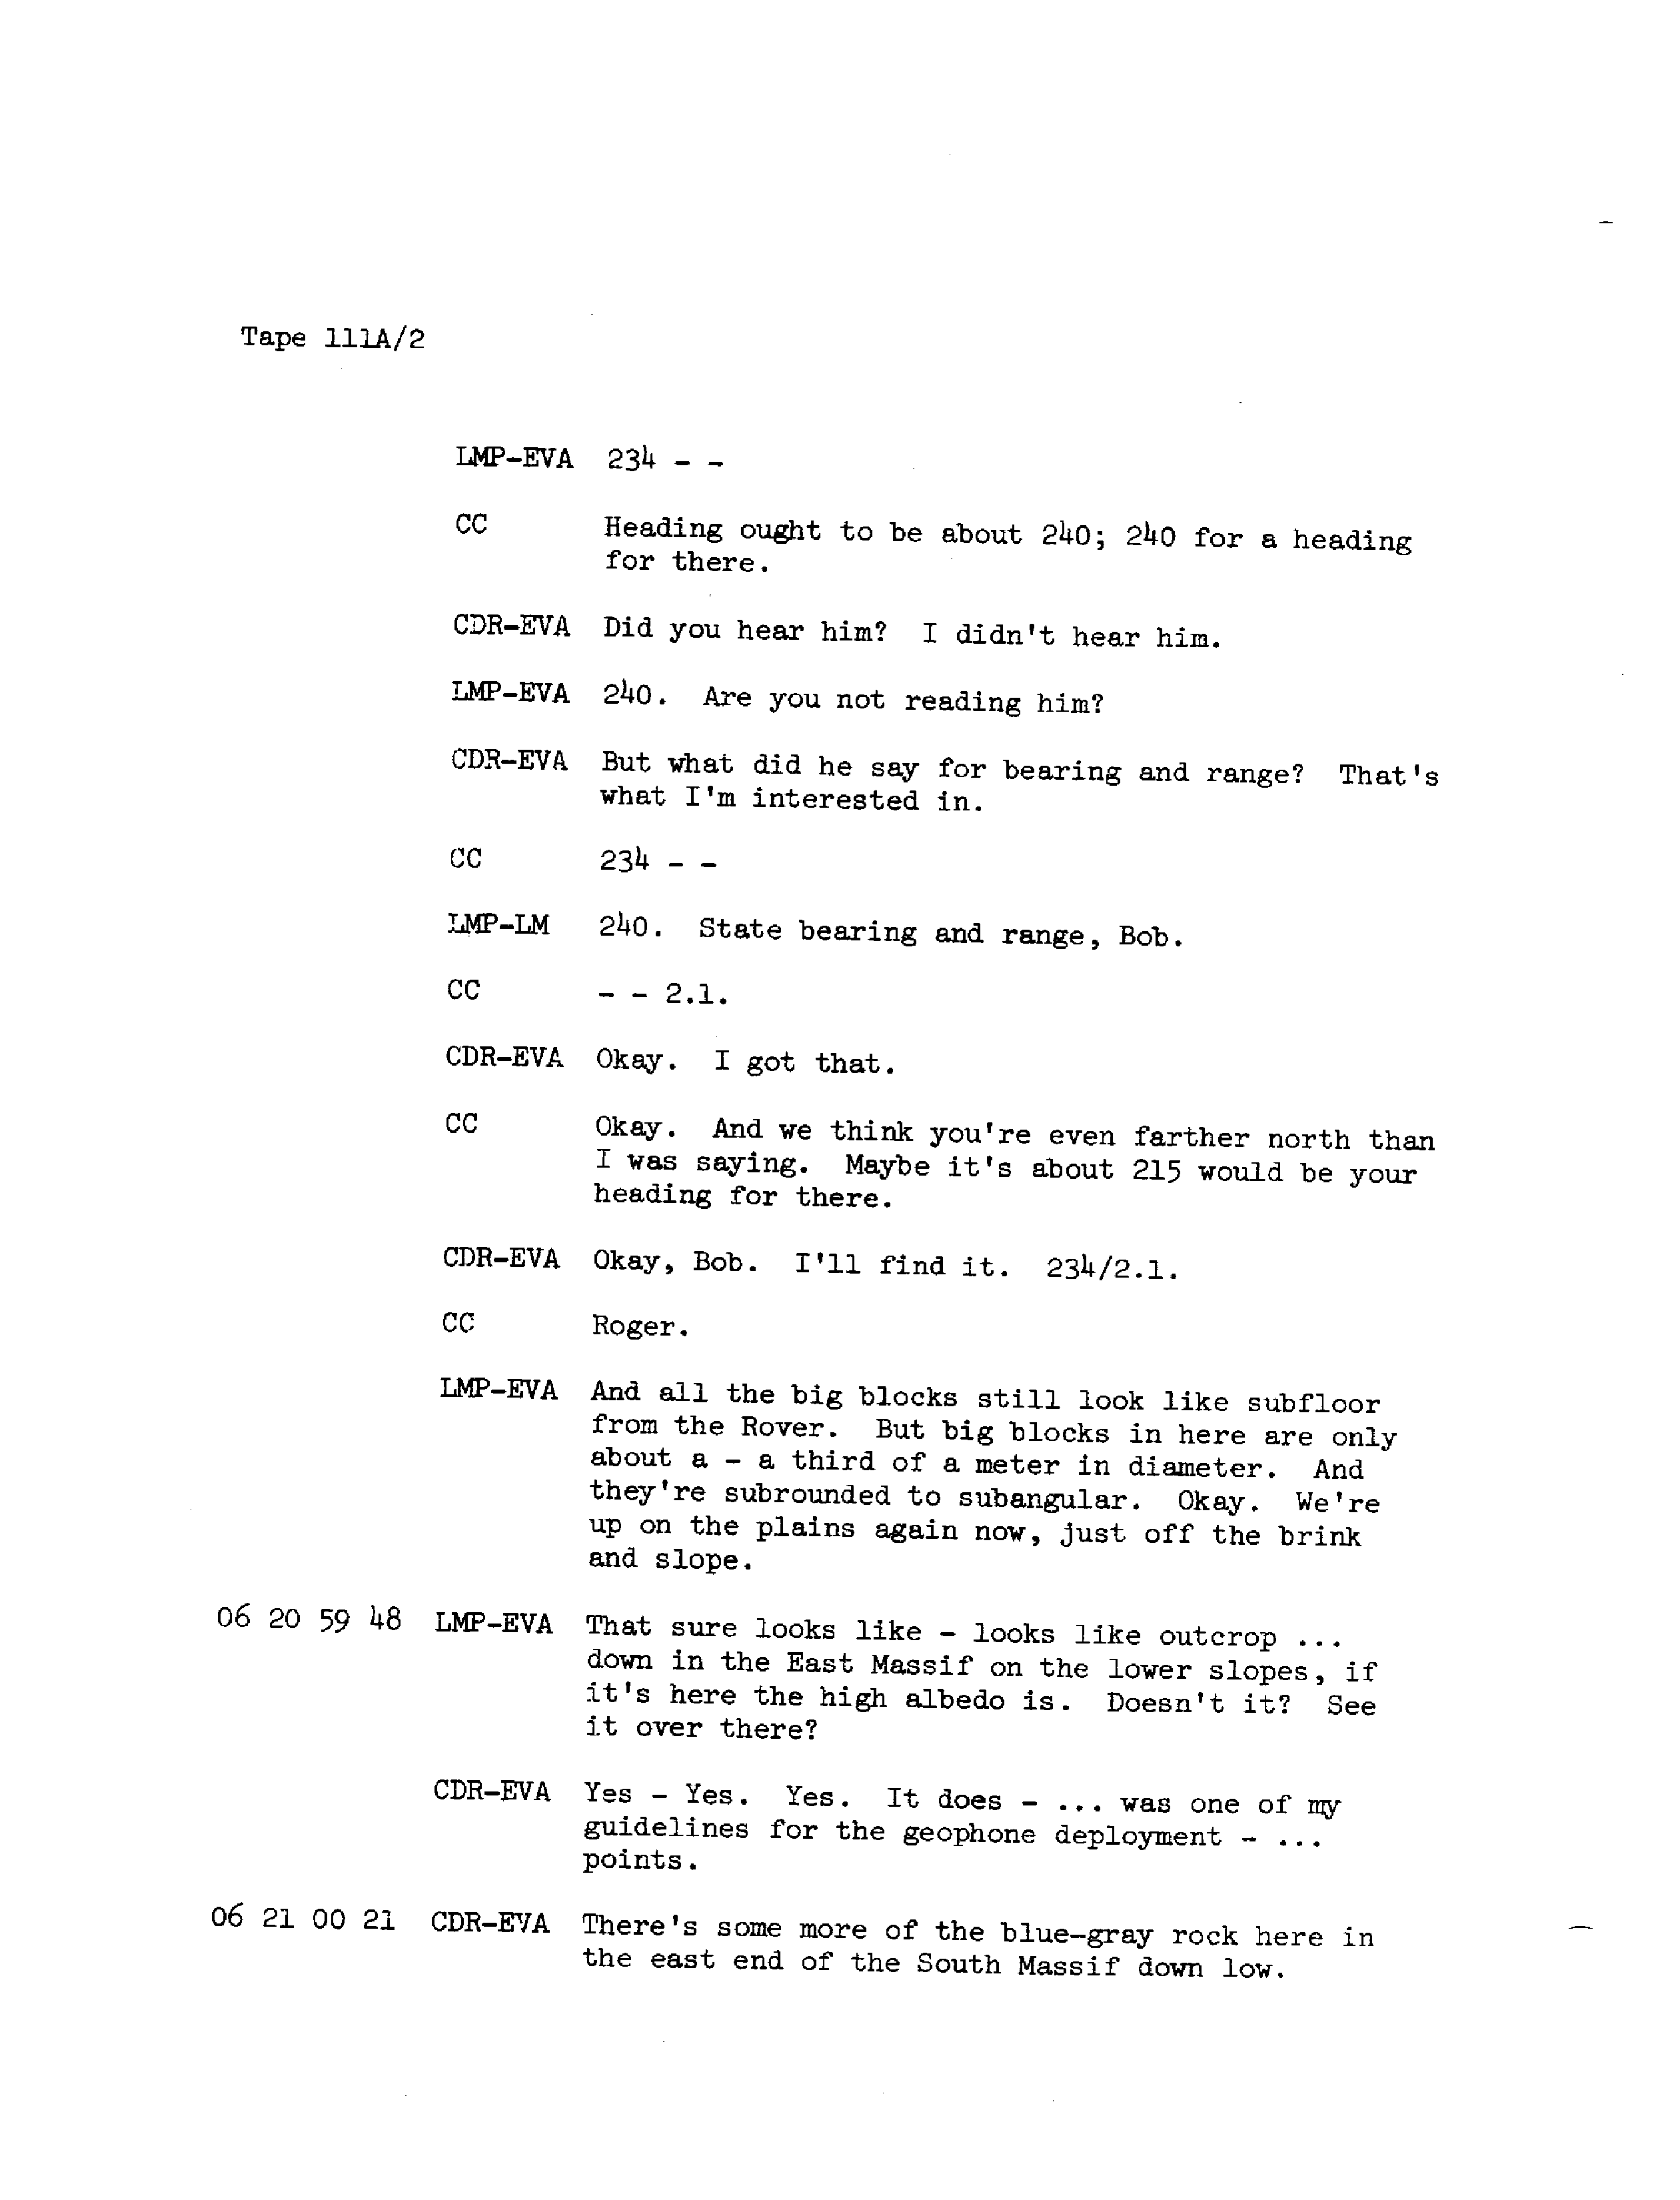 Tape 111A/2
LMP-EVA 234 - -
CC Heading ought to be about 240; 240 for a heading
for there.
CDR-EVA Did you hear him? I didn't hear him.
LMP-EVA 240. Are you not reading him?
CDR-EVA But what did he say for bearing and range? That's
what I'm interested in.
CC 234 - -
LMP-LM 240. State bearing and range, Bob.
CC - - 2.1.
CDR-EVA Okay. I got that.
CC Okay. And we think you're even farther north than
I was saying. Maybe it's about 215 would be your
heading for there.
CDR-EVA Okay, Bob. I'll find it. 234/2.1.
CC Roger.
LMP-EVA And all the big blocks still look like subfloor
from the Rover. But big blocks in here are only
about a - a third of a meter in diameter. And
they're subrounded to subangular. Okay. We're
up on the plains again now, just off the brink
and slope.
06 20 59 48 LMP-EVA That sure looks like - looks like outcrop ...
down in the East Massif on the lower slopes, if
it's here the high albedo is. Doesn't it? See
it over there?
CDR-EVA Yes - Yes. Yes. It does - ... was one of my
guidelines for the geophone deployment - ...
points.
06 21 00 21 CDR-EVA There's some more of the blue-gray rock here in
the east end of the South Massif down low.